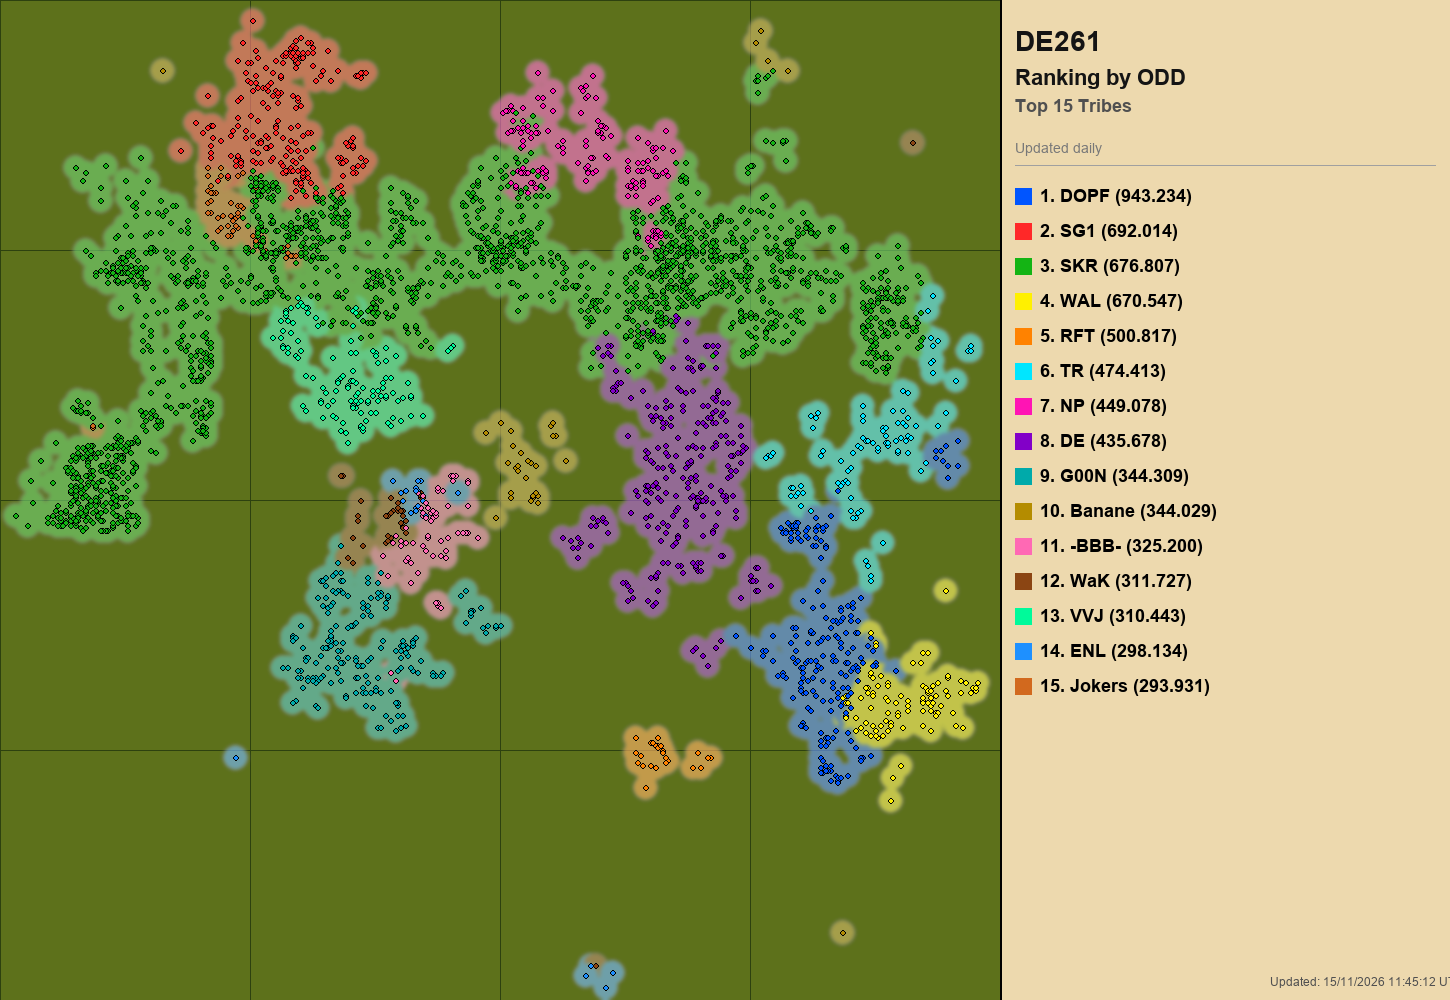 DE261
Ranking by ODD
Top 15 Tribes
Updated daily
1. DOPF (943.234)
2. SG1 (692.014)
3. SKR (676.807)
4. WAL (670.547)
5. RFT (500.817)
6. TR (474.413)
7. NP (449.078)
8. DE (435.678)
9. G00N (344.309)
10. Banane (344.029)
11. -BBB- (325.200)
12. WaK (311.727)
13. VVJ (310.443)
14. ENL (298.134)
15. Jokers (293.931)
Updated: 15/11/2026 11:45:12 U